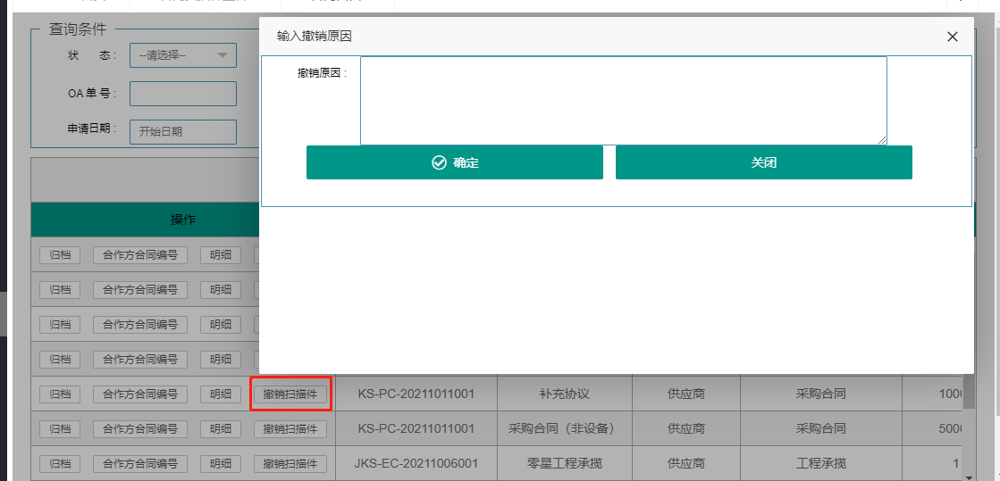 查询条件
状 态：
--请选择--
OA 单 号：
申请日期：
开始日期
输入撤销原因
撤销原因：
确定
关闭
操作
归档 合作方合同编号 明细
归档 合作方合同编号 明细
归档 合作方合同编号 明细
归档 合作方合同编号 明细
归档 合作方合同编号 明细 撤销扫描件 KS-PC-20211011001 补充协议 供应商 采购合同 1000
归档 合作方合同编号 明细 撤销扫描件 KS-PC-20211011001 采购合同（非设备） 供应商 采购合同 5000
归档 合作方合同编号 明细 撤销扫描件 JKS-EC-20211006001 零星工程承揽 供应商 工程承揽 1